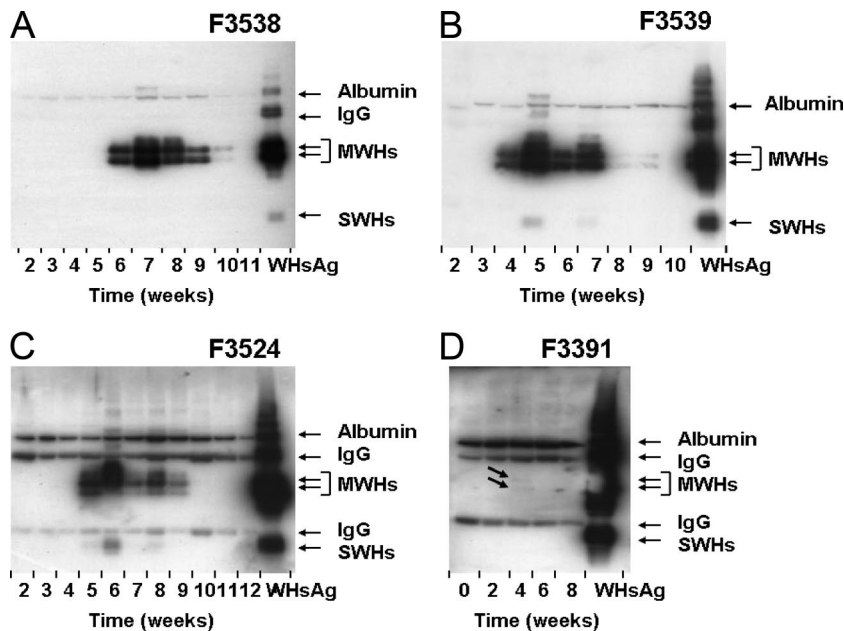 A F3538
Albumin
IgG
MWHs
SWHs
2 3 4 5 6 7 8 9 10 11 WHsAg
Time (weeks)
B F3539
Albumin
MWHs
SWHs
2 3 4 5 6 7 8 9 10 WHsAg
Time (weeks)
C F3524
Albumin
IgG
MWHs
IgG
SWHs
2 3 4 5 6 7 8 9 10 11 12 WHsAg
Time (weeks)
D F3391
Albumin
IgG
MWHs
IgG
SWHs
0 2 4 6 8 WHsAg
Time (weeks)